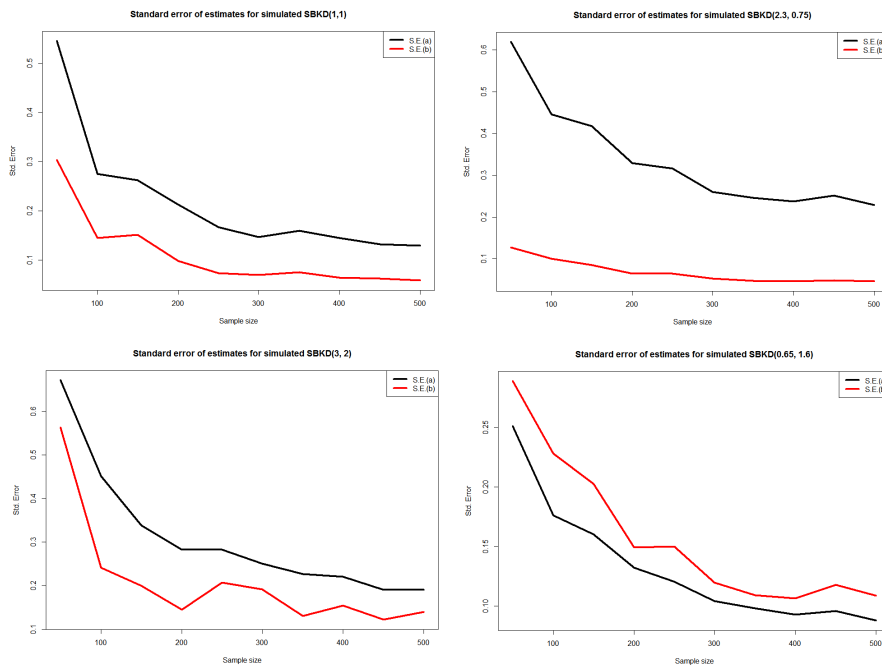 Standard error of estimates for simulated SBKD(1,1)
S.E.(a)
S.E.(b)
Std. Error
0.5
0.4
0.3
0.2
0.1
100
200
300
400
500
Sample size
Standard error of estimates for simulated SBKD(2.3, 0.75)
S.E.(a
S.E.(b
Std. Error
0.6
0.5
0.4
0.3
0.2
0.1
100
200
300
400
500
Sample size
Standard error of estimates for simulated SBKD(3, 2)
S.E.(a)
S.E.(b)
Std. Error
0.6
0.5
0.4
0.3
0.2
0.1
100
200
300
400
500
Sample size
Standard error of estimates for simulated SBKD(0.65, 1.6)
S.E.(a
S.E.(b
Std. Error
0.25
0.20
0.15
0.10
100
200
300
400
500
Sample size